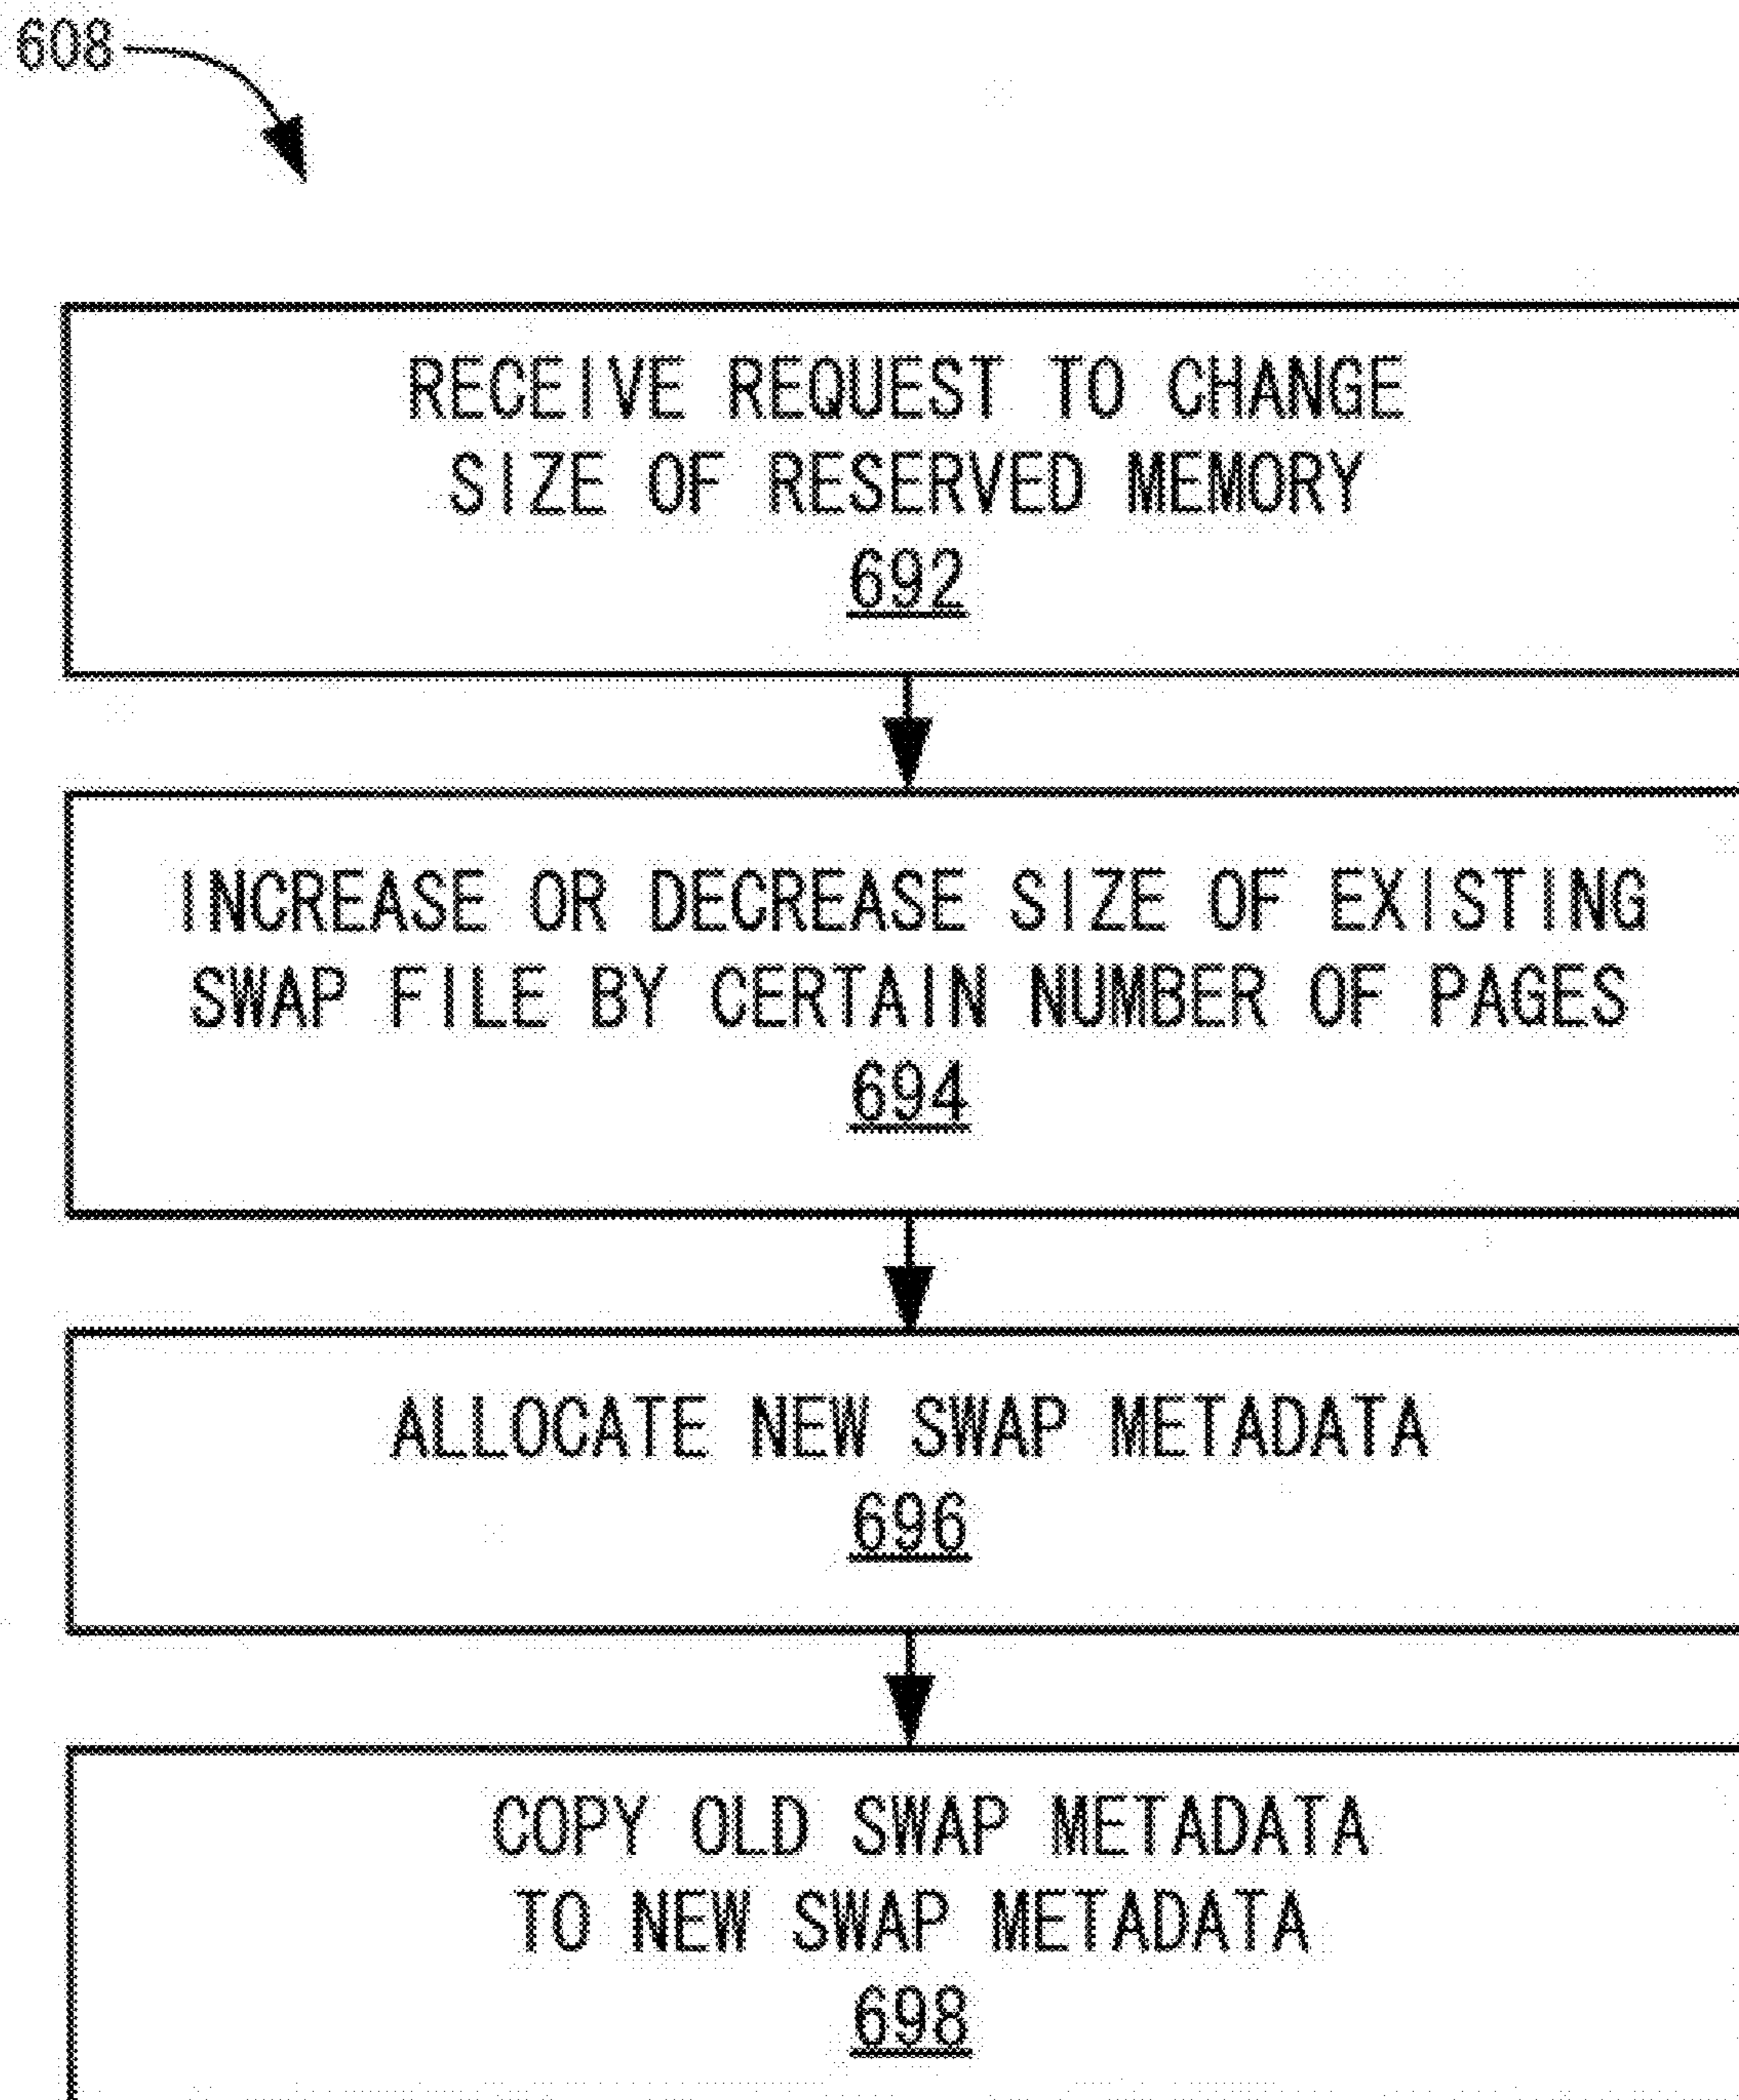 608
RECEIVE REQUEST TO CHANGE
SIZE OF RESERVED MEMORY
692
INCREASE OR DECREASE SIZE OF EXISTING
SWAP FILE BY CERTAIN NUMBER OF PAGES
694
ALLOCATE NEW SWAP METADATA
696
COPY OLD SWAP METADATA
TO NEW SWAP METADATA
698